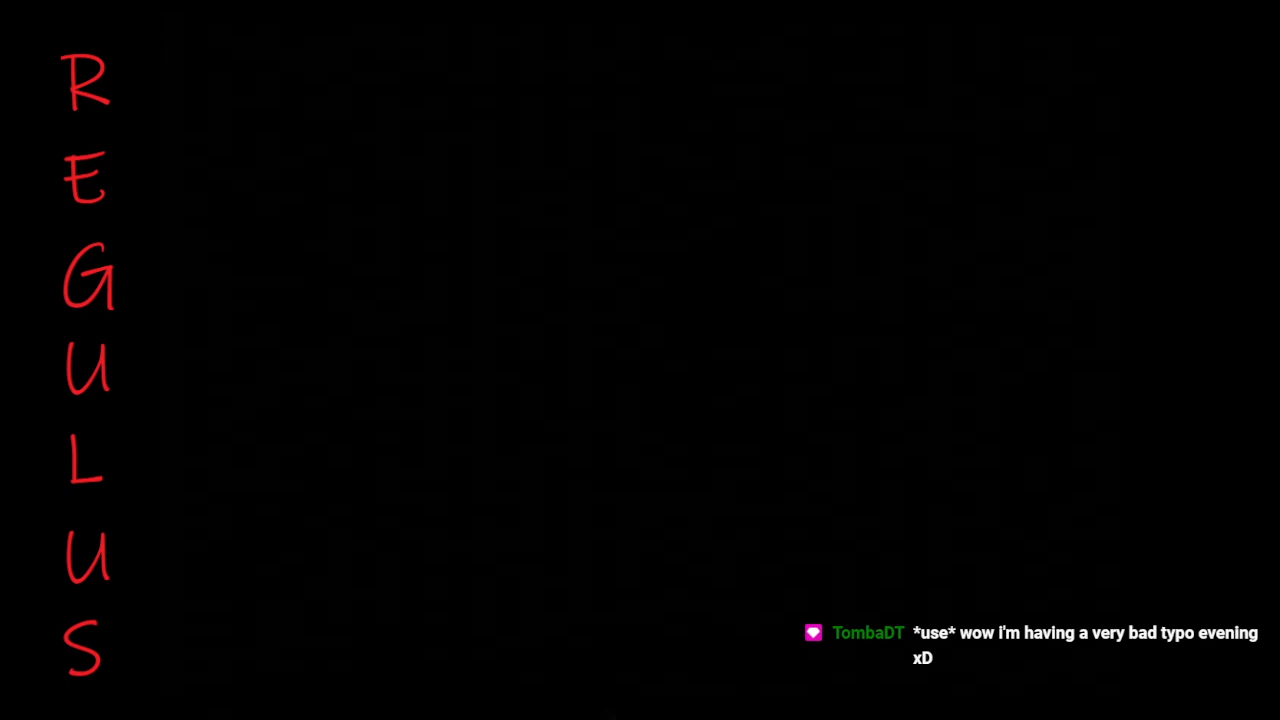 R
E
G
U
L
U
S
TombaDT *use* wow I'm having a very bad typo evening
xD